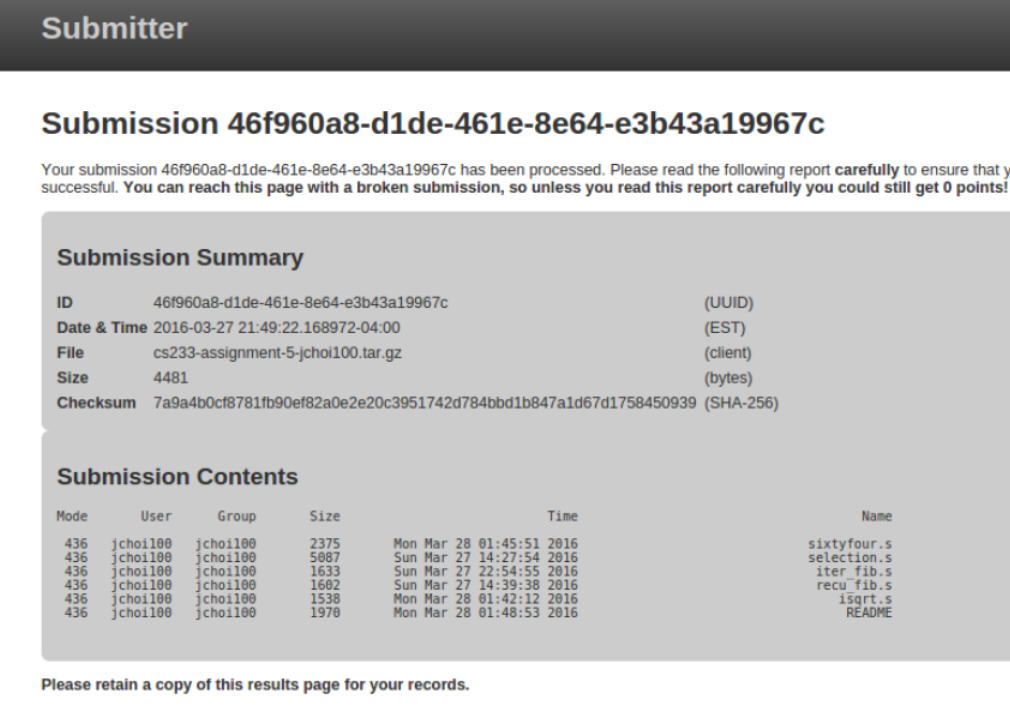 Submitter
Submission 46f960a8-d1de-461e-8e64-e3b43a19967c
Your submission 46f960a8-d1de-461e-8e64-e3b43a19967c has been processed. Please read the following report carefully to ensure that y
successful. You can reach this page with a broken submission, so unless you read this report carefully you could still get 0 points!
Submission Summary
ID 46f960a8-d1de-461e-8e64-e3b43a19967c (UUID)
Date & Time 2016-03-27 21:49:22.168972-04:00 (EST)
File cs233-assignment-5-jchoi100.tar.gz (client)
Size 4481 (bytes)
Checksum 7a9a4b0cf8781fb90ef82a0e2e20c3951742d784bbd1b847a1d67d1758450939 (SHA-256)
Submission Contents
Mode User Group Size Time Name
436 jchoi100 jchoi100 2375 Mon Mar 28 01:45:51 2016 sixtyfour.s
436 jchoi100 jchoi100 5087 Sun Mar 27 14:27:54 2016 selection.s
436 jchoi100 jchoi100 1633 Sun Mar 27 22:54:55 2016 iter_fib.s
436 jchoi100 jchoi100 1602 Sun Mar 27 14:39:38 2016 recu_fib.s
436 jchoi100 jchoi100 1538 Mon Mar 28 01:42:12 2016 isqrt.s
436 jchoi100 jchoi100 1970 Mon Mar 28 01:48:53 2016 README
Please retain a copy of this results page for your records.